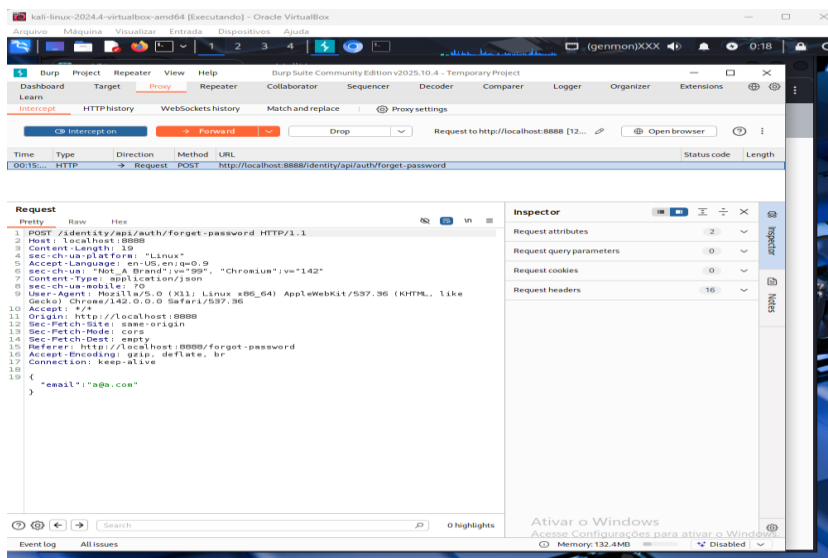 kali-linux-2024.4-virtualbox-amd64 [Executando] - Oracle VirtualBox
Arquivo Máquina Visualizar Entrada Dispositivos Ajuda
1 2 3 4 (genmon)XXX 0:18
Burp Project Repeater View Help Burp Suite Community Edition v2025.10.4 - Temporary Project
Dashboard Target Proxy Repeater Collaborator Sequencer Decoder Comparer Logger Organizer Extensions
Learn
Intercept HTTP history WebSockets history Match and replace Proxy settings
Intercept on Forward Drop Request to http://localhost:8888 [12... Open browser
Time Type Direction Method URL Status code Length
00:15:... HTTP → Request POST http://localhost:8888/identity/api/auth/forget-password
Request
Pretty Raw Hex \n
1 POST /identity/api/auth/forget-password HTTP/1.1
2 Host: localhost:8888
3 Content-Length: 19
4 sec-ch-ua-platform: "Linux"
5 Accept-Language: en-US,en;q=0.9
6 sec-ch-ua: "Not_A Brand";v="99", "Chromium";v="142"
7 Content-Type: application/json
8 sec-ch-ua-mobile: ?0
9 User-Agent: Mozilla/5.0 (X11; Linux x86_64) AppleWebKit/537.36 (KHTML, like
Gecko) Chrome/142.0.0.0 Safari/537.36
10 Accept: */*
11 Origin: http://localhost:8888
12 Sec-Fetch-Site: same-origin
13 Sec-Fetch-Mode: cors
14 Sec-Fetch-Dest: empty
15 Referer: http://localhost:8888/forgot-password
16 Accept-Encoding: gzip, deflate, br
17 Connection: keep-alive
18
19 {
"email":"a@a.com"
}
Inspector
Request attributes 2
Request query parameters 0
Request cookies 0
Request headers 16
Inspector
Notes
Search 0 highlights
Ativar o Windows
Acesse Configurações para ativar o Windows.
Event log All issues Memory: 132.4MB Disabled